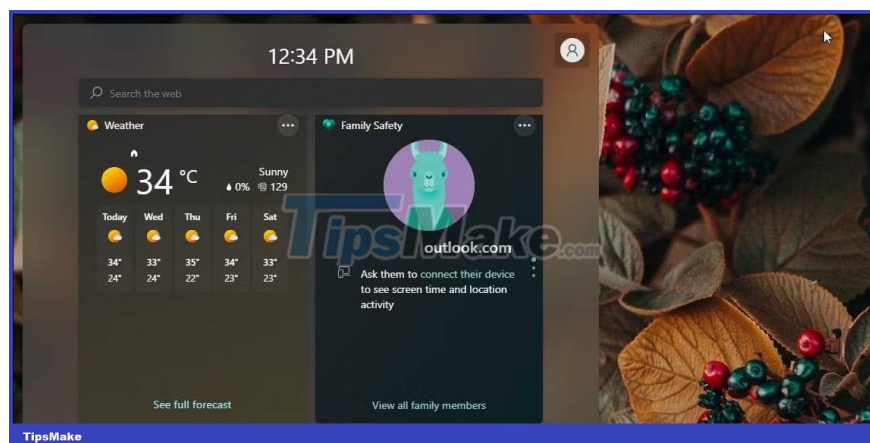 12:34 PM
Search the web
Weather
Family Safety
34 °C
0%
Sunny
129
Today Wed Thu Fri Sat
34° 33° 35° 34° 33°
24° 24° 22° 23° 23°
See full forecast
outlook.com
Ask them to connect their device
to see screen time and location
activity
View all family members
TipsMake.com
TipsMake